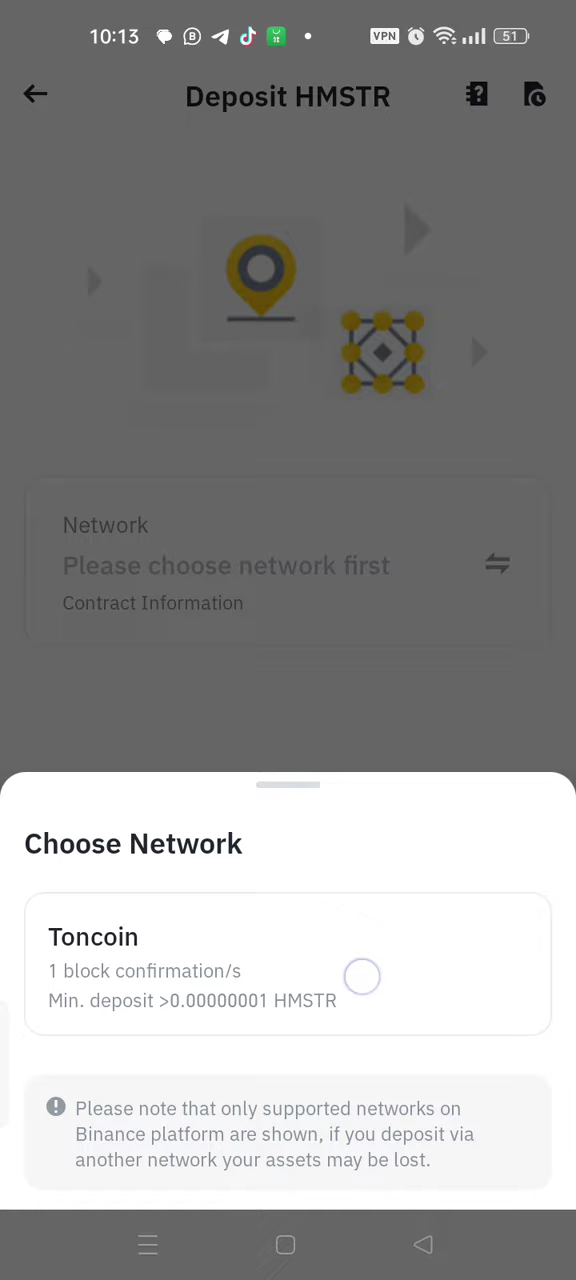 10:13
VPN
51
Deposit HMSTR
Network
Please choose network first
Contract Information
Choose Network
Toncoin
1 block confirmation/s
Min. deposit >0.00000001 HMSTR
Please note that only supported networks on
Binance platform are shown, if you deposit via
another network your assets may be lost.